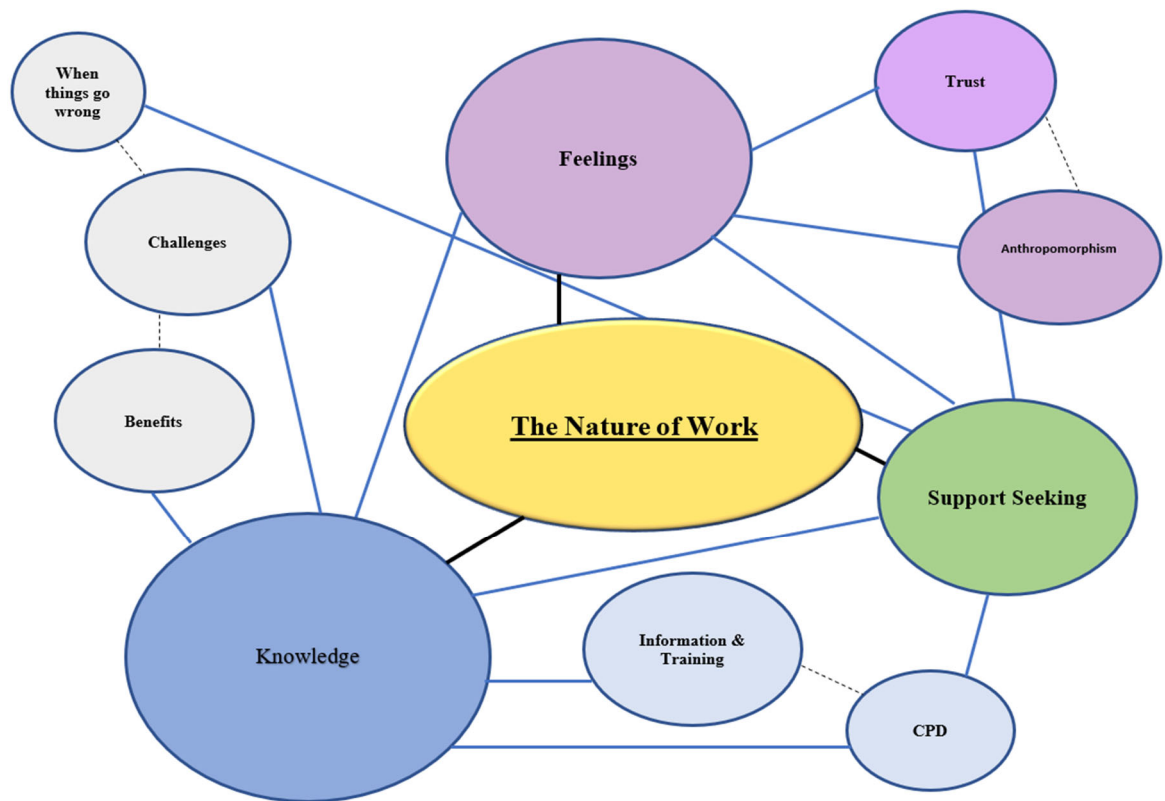 When
things go
wrong
Feelings
Trust
Challenges
Anthropomorphism
Benefits
The Nature of Work
Support Seeking
Knowledge
Information &
Training
CPD